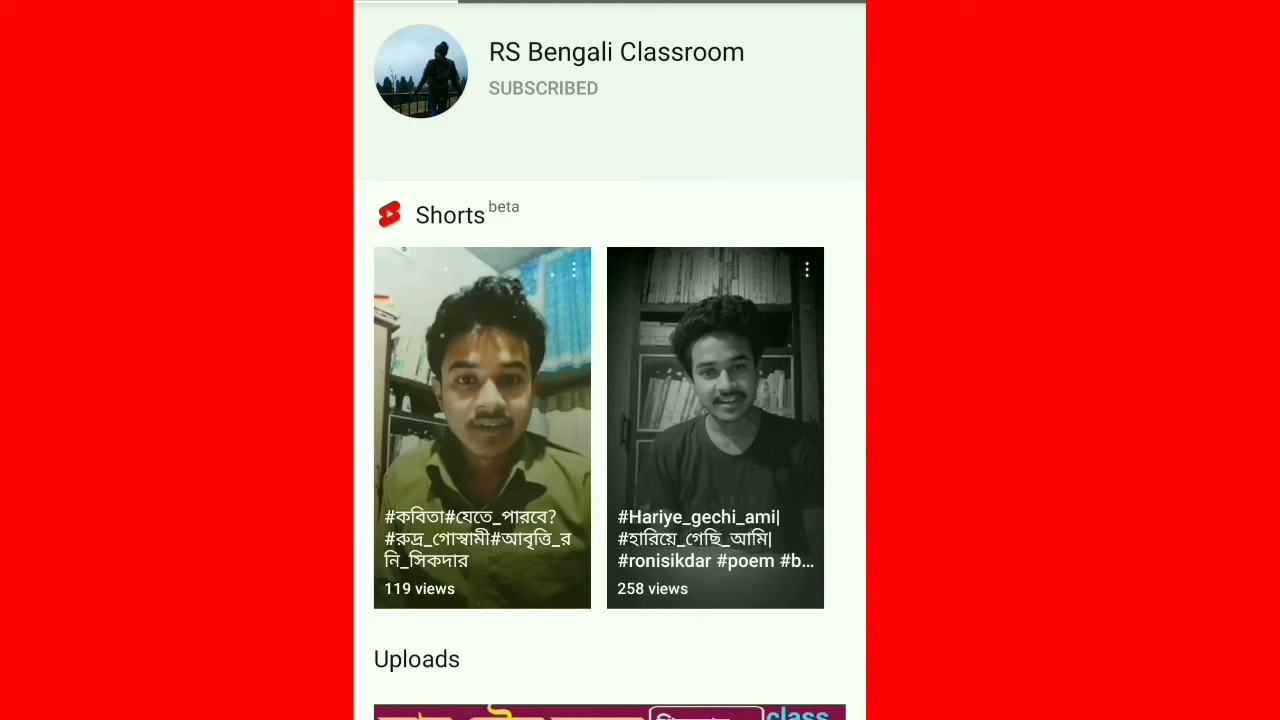 RS Bengali Classroom
SUBSCRIBED
Shorts beta
#কবিতা#যেতে_পারবে?
#রুদ্র_গোস্বামী#আবৃত্তি_র
নি_সিকদার
119 views
#Hariye_gechi_ami|
#হারিয়ে_গেছি_আমি|
#ronisikdar #poem #b...
258 views
Uploads
class